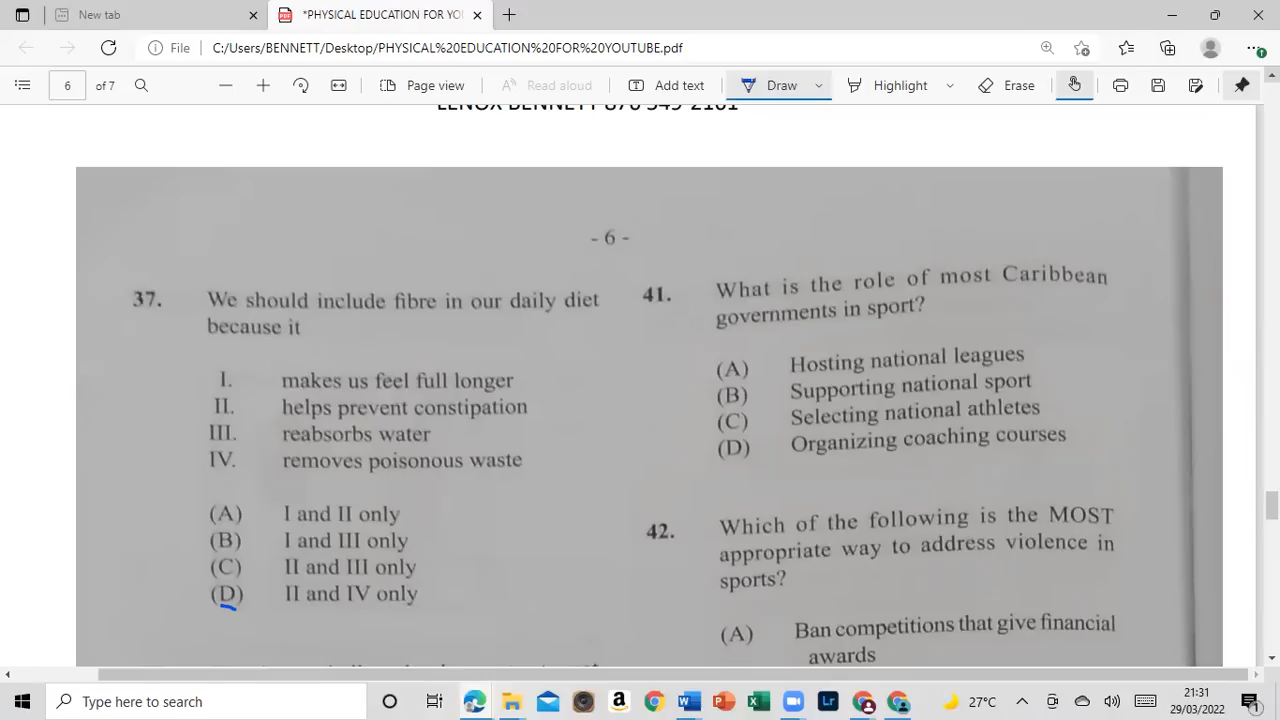 New tab
*PHYSICAL EDUCATION FOR YOU
File
C:/Users/BENNETT/Desktop/PHYSICAL%20EDUCATION%20FOR%20YOUTUBE.pdf
6 of 7
Page view
Read aloud
Add text
Draw
Highlight
Erase
LENOX BENNETT 876 549-2161
- 6 -
37. We should include fibre in our daily diet
because it
I. makes us feel full longer
II. helps prevent constipation
III. reabsorbs water
IV. removes poisonous waste
(A) I and II only
(B) I and III only
(C) II and III only
(D) II and IV only
41. What is the role of most Caribbean
governments in sport?
(A) Hosting national leagues
(B) Supporting national sport
(C) Selecting national athletes
(D) Organizing coaching courses
42. Which of the following is the MOST
appropriate way to address violence in
sports?
(A) Ban competitions that give financial
awards
Type here to search
27°C
21:31
29/03/2022